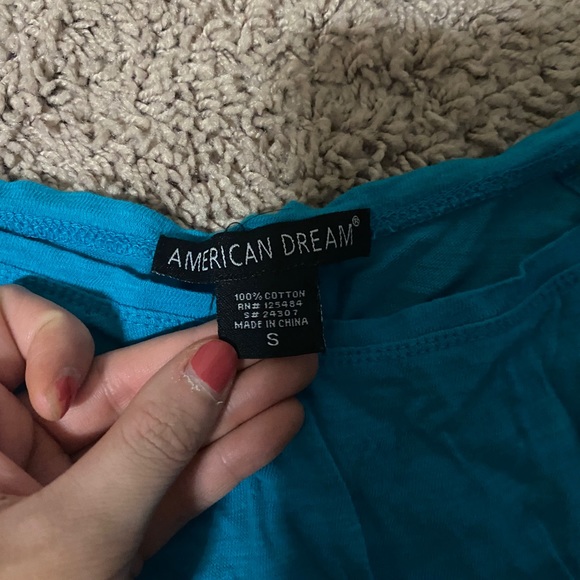 AMERICAN DREAM®
100% COTTON
RN# 125484
S# 24307
MADE IN CHINA
S